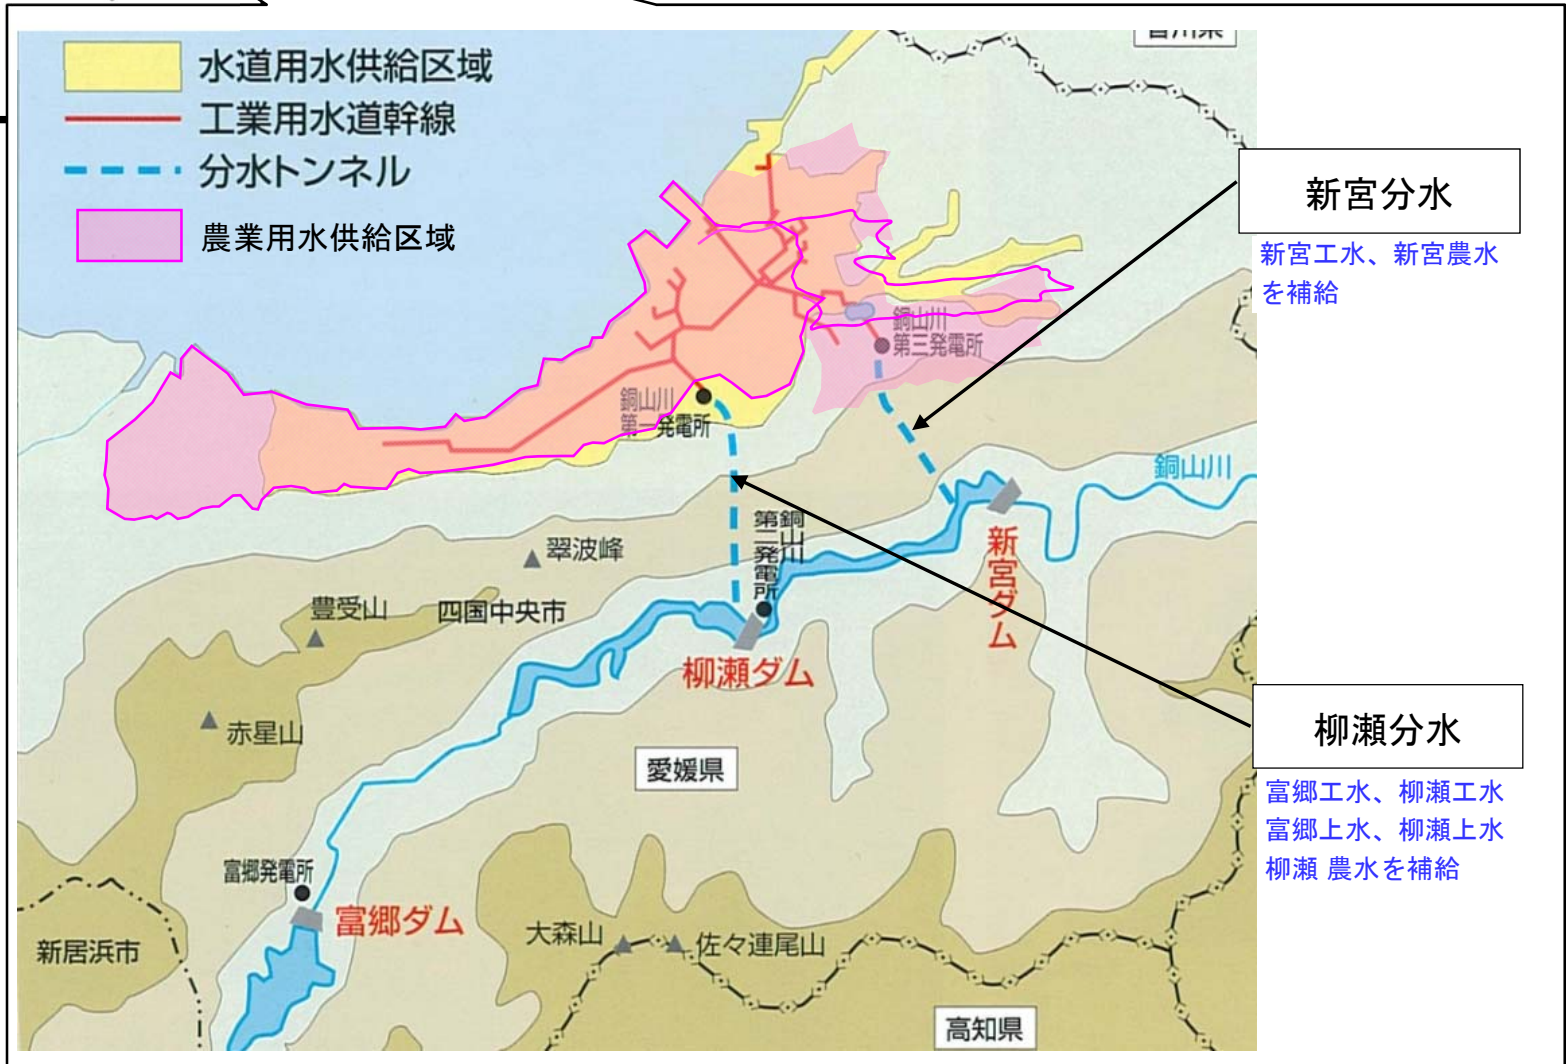 水道用水供給区域
工業用水道幹線
分水トンネル
農業用水供給区域
香川県
新宮分水
新宮工水、新宮農水
を補給
銅山川
第三発電所
銅山川
第一発電所
銅山川
銅山川
第二発電所
新宮ダム
翠波峰
豊受山
四国中央市
柳瀬ダム
赤星山
愛媛県
柳瀬分水
富郷工水、柳瀬工水
富郷上水、柳瀬上水
柳瀬 農水を補給
富郷発電所
富郷ダム
大森山
佐々連尾山
新居浜市
高知県